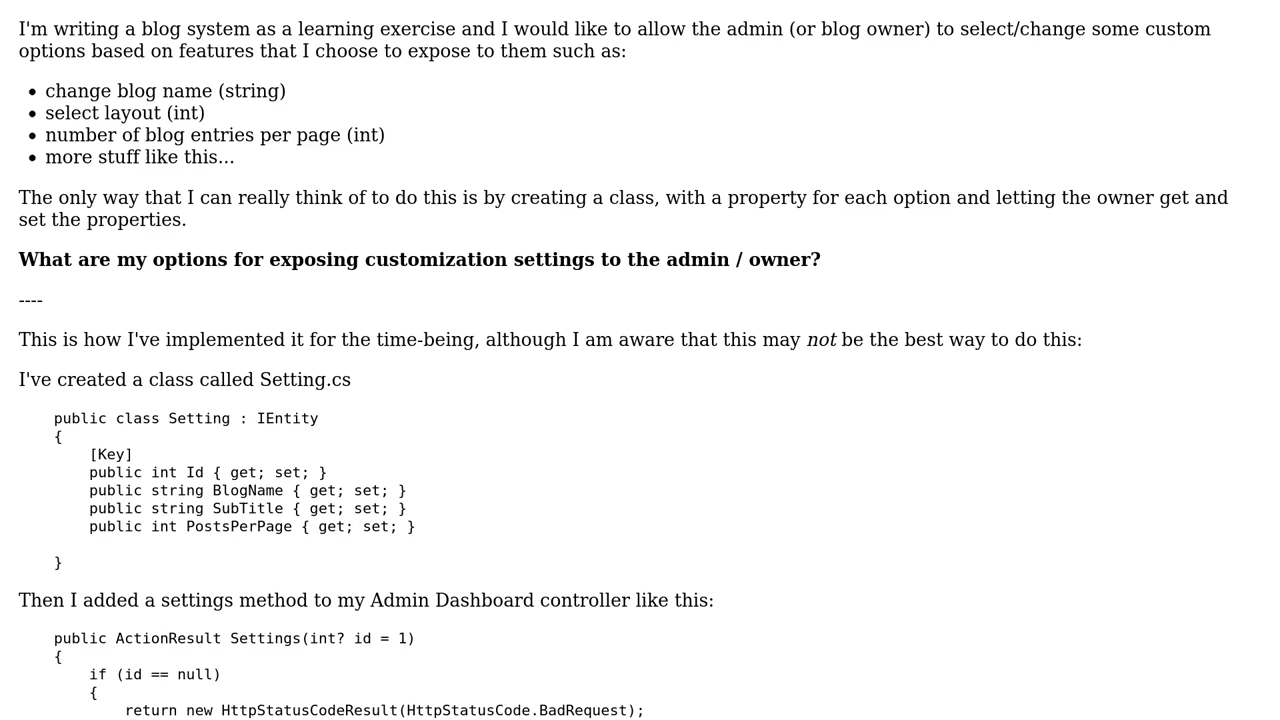 I'm writing a blog system as a learning exercise and I would like to allow the admin (or blog owner) to select/change some custom
options based on features that I choose to expose to them such as:
• change blog name (string)
• select layout (int)
• number of blog entries per page (int)
• more stuff like this...
The only way that I can really think of to do this is by creating a class, with a property for each option and letting the owner get and
set the properties.
What are my options for exposing customization settings to the admin / owner?
----
This is how I've implemented it for the time-being, although I am aware that this may not be the best way to do this:
I've created a class called Setting.cs
public class Setting : IEntity
{
[Key]
public int Id { get; set; }
public string BlogName { get; set; }
public string SubTitle { get; set; }
public int PostsPerPage { get; set; }
}
Then I added a settings method to my Admin Dashboard controller like this:
public ActionResult Settings(int? id = 1)
{
if (id == null)
{
return new HttpStatusCodeResult(HttpStatusCode.BadRequest);